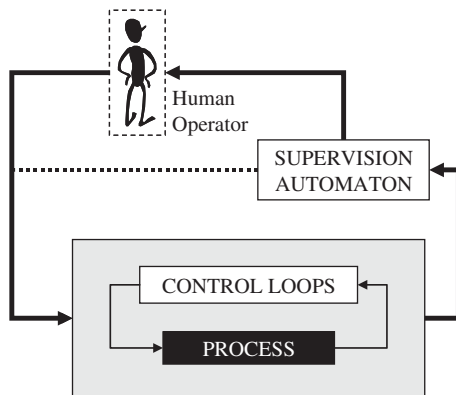 Human
Operator
SUPERVISION
AUTOMATON
CONTROL LOOPS
PROCESS